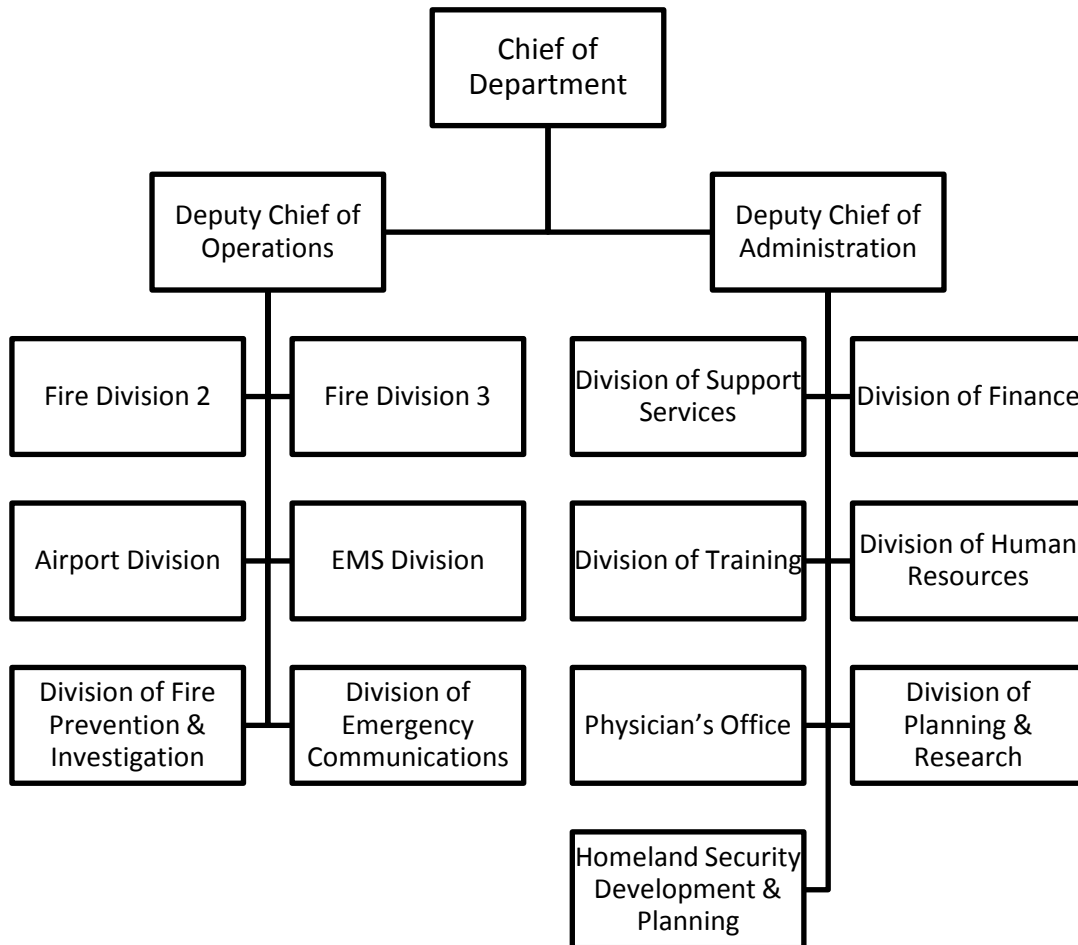 Chief of
Department
Deputy Chief of
Operations
Deputy Chief of
Administration
Fire Division 2
Fire Division 3
Division of Support
Services
Division of Finance
Airport Division
EMS Division
Division of Training
Division of Human
Resources
Division of Fire
Prevention &
Investigation
Division of
Emergency
Communications
Physician’s Office
Division of
Planning &
Research
Homeland Security
Development &
Planning